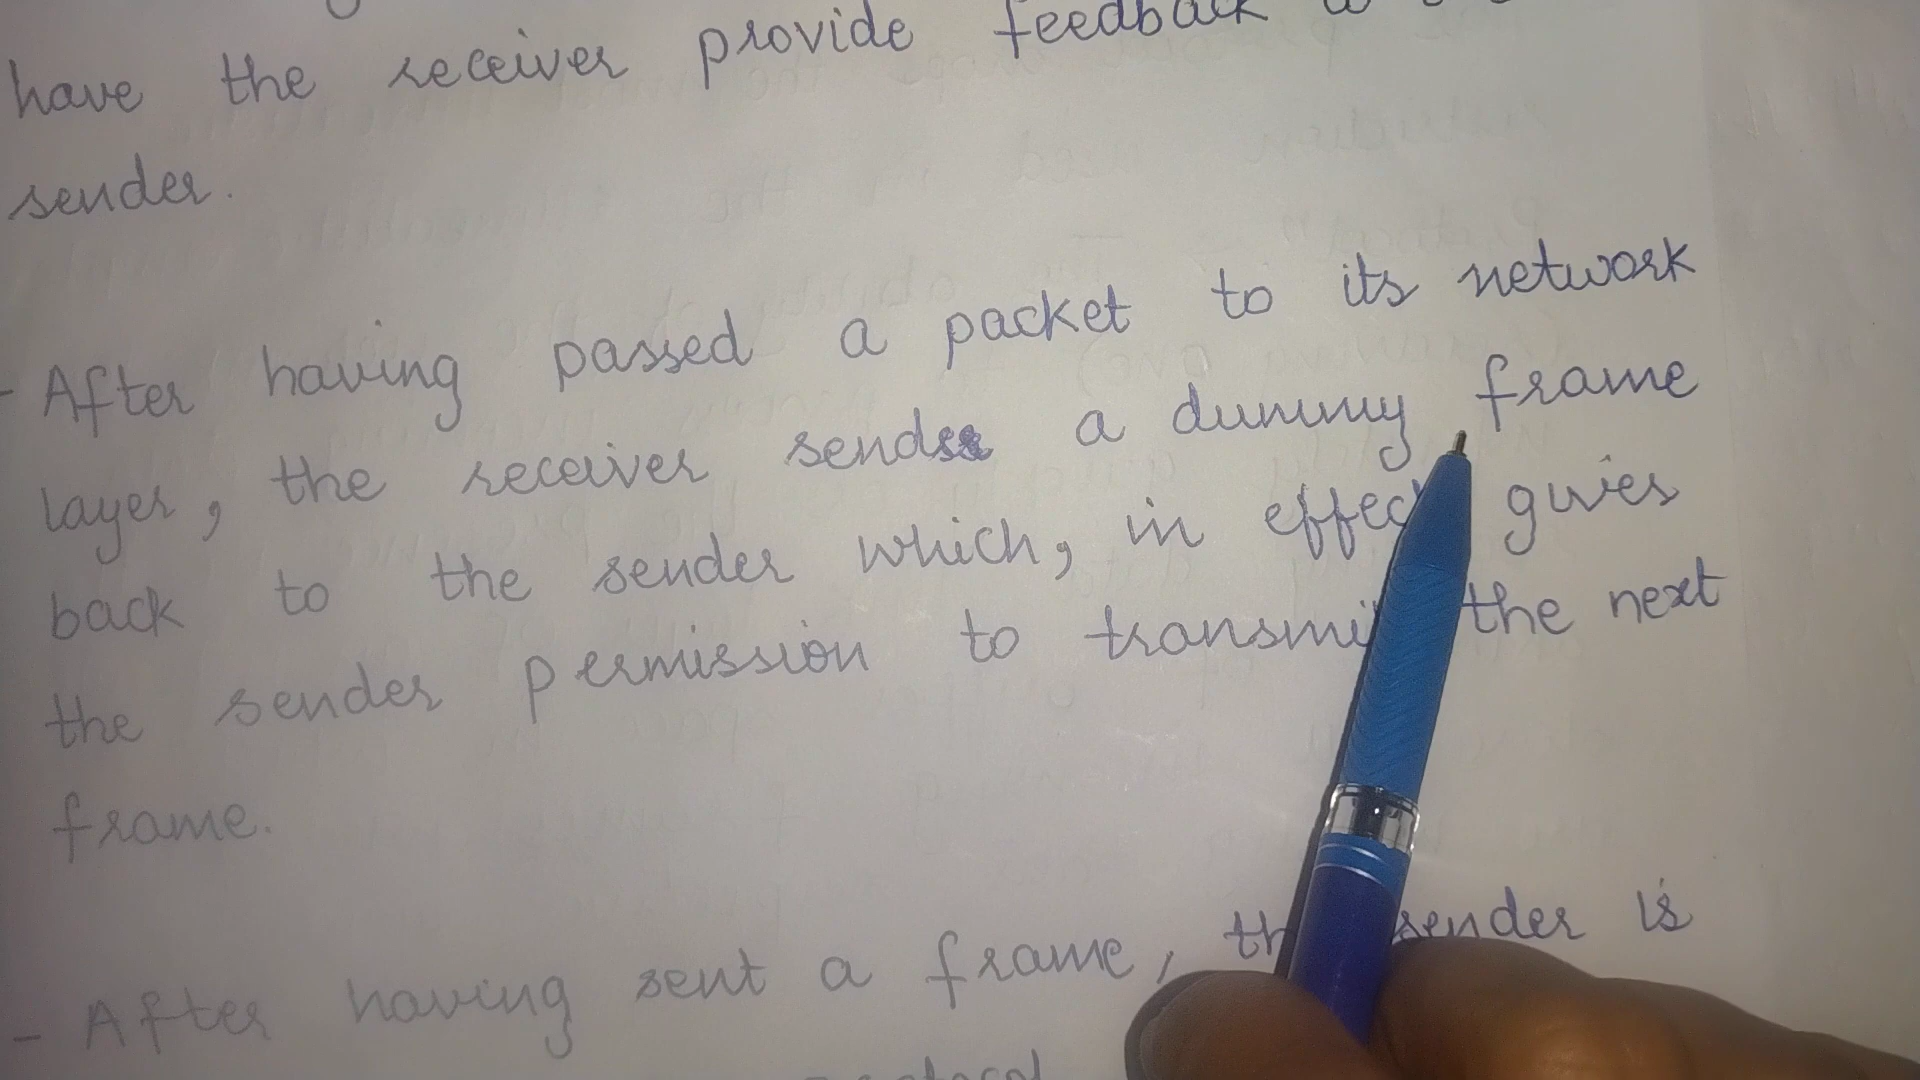 have the receiver provide feedback
sender.
- After having passed a packet to its network
layer, the receiver sends a dummy frame
back to the sender which, in effect gives
the sender permission to transmit the next
frame.
- After having sent a frame, the sender is
protocol